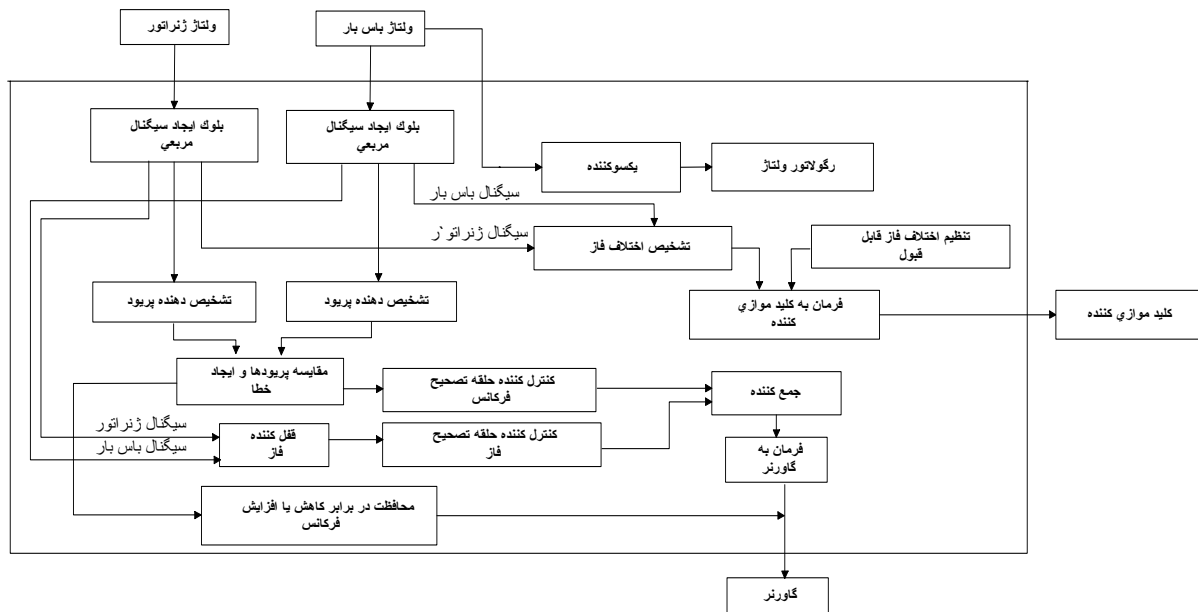 ولتاژ ژنراتور
ولتاژ باس بار
بلوك ايجاد سيگنال
مربعي
بلوك ايجاد سيگنال
مربعي
يكسوكننده
رگولاتور ولتاژ
سيگنال باس بار
سيگنال ژنراتو`ر
تشخيص اختلاف فاز
تنظيم اختلاف فاز قابل
قبول
تشخيص دهنده پريود
تشخيص دهنده پريود
فرمان به كليد موازي
كننده
كليد موازي كننده
مقايسه پريودها و ايجاد
خطا
كنترل كننده حلقه تصحيح
فركانس
جمع كننده
سيگنال ژنراتور
سيگنال باس بار
قفل كننده
فاز
كنترل كننده حلقه تصحيح
فاز
فرمان به
گاورنر
محافظت در برابر كاهش يا افزايش
فركانس
گاورنر